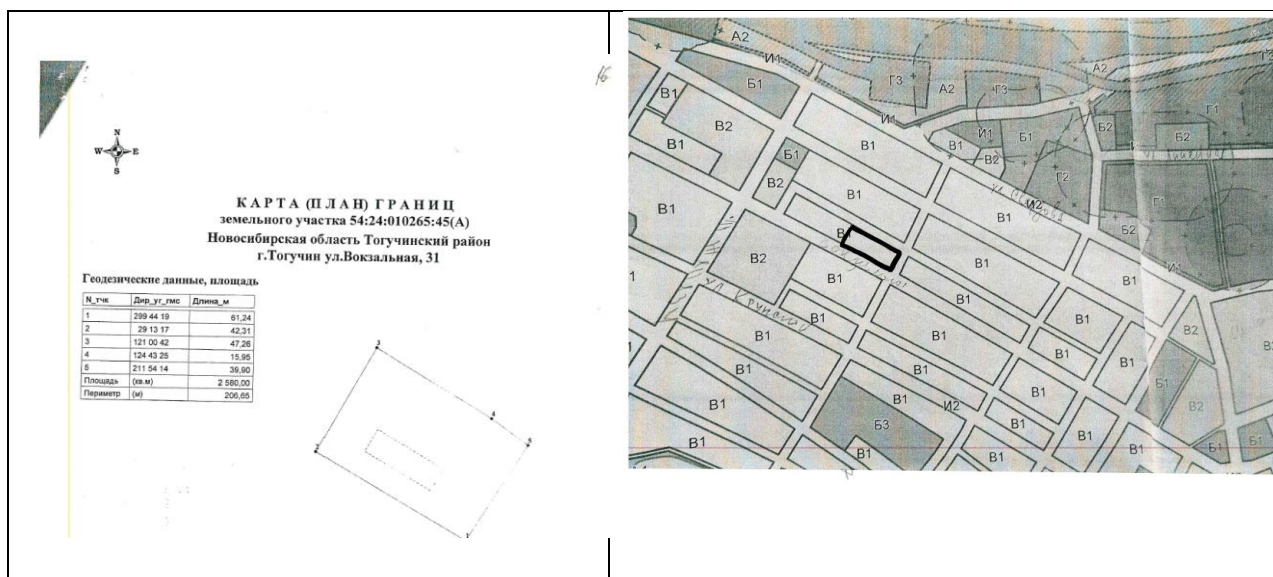 16
N
W E
S
КАРТА (ПЛАН) ГРАНИЦ
земельного участка 54:24:010265:45(А)
Новосибирская область Тогучинский район
г.Тогучин ул.Вокзальная, 31
Геодезические данные, площадь
N_тчк Дир_уг_гмс Длина_м
1 299 44 19 61,24
2 29 13 17 42,31
3 121 00 42 47,26
4 124 43 25 15,95
5 211 54 14 39,90
Площадь (кв.м) 2 580,00
Периметр (м) 206,65
3
4
5
2
1
А2
И1 Г3 А2 Г3 А2
Б1 Г1
В1 И1 И1 Б1 Б2 Б2
В2 В1 В1 В2 Г2
В1 Б1 В1
В2 И2 Г1
В1 В1 Б2
В1 В1 И1
В2 В1 В1
ул Крупской В1 В1 В2
В1 В1 В1 В1
В1 В1 Б1 В2
В1 Б3 И2 В1 В1
В1 В1 В1 Б1 Б3